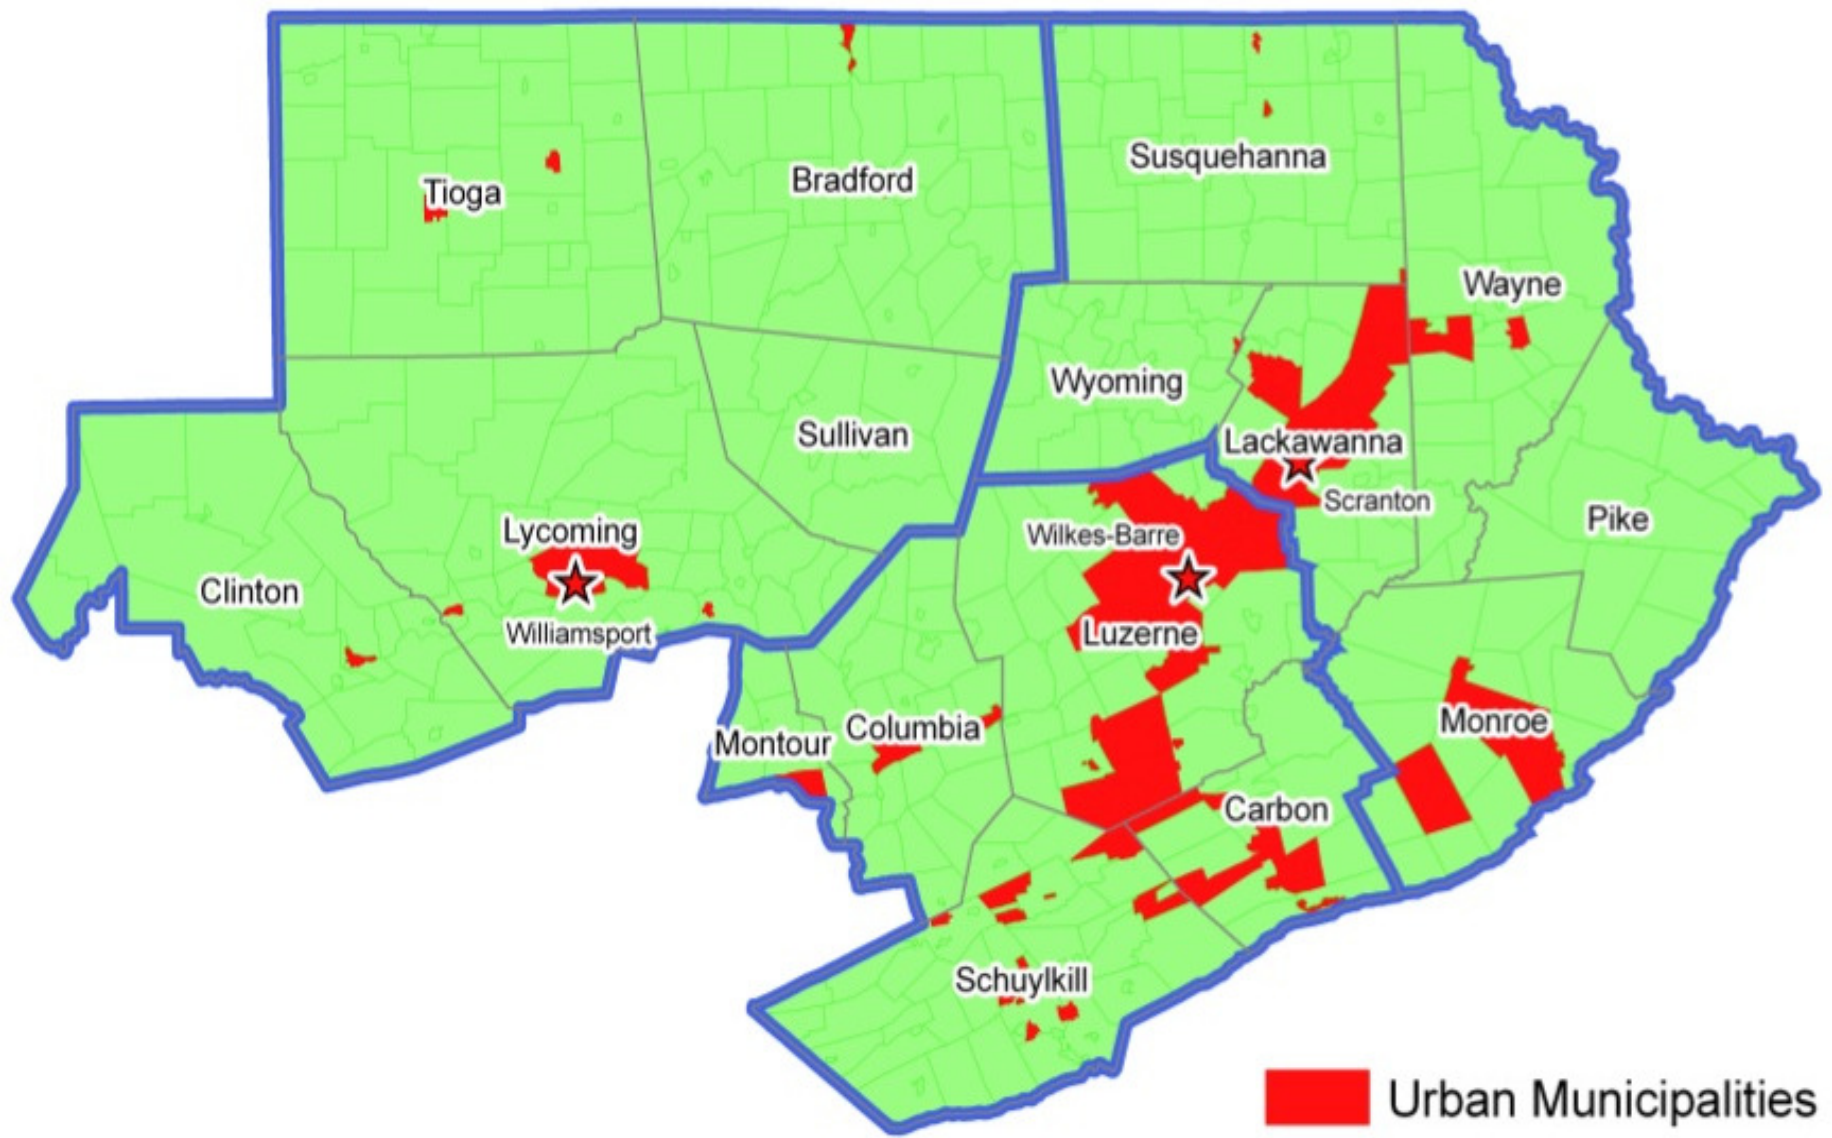 Susquehanna
Tioga
Bradford
Wayne
Wyoming
Sullivan
Lackawanna
Scranton
Pike
Lycoming
Wilkes-Barre
Clinton
Williamsport
Luzerne
Monroe
Columbia
Montour
Carbon
Schuylkill
Urban Municipalities